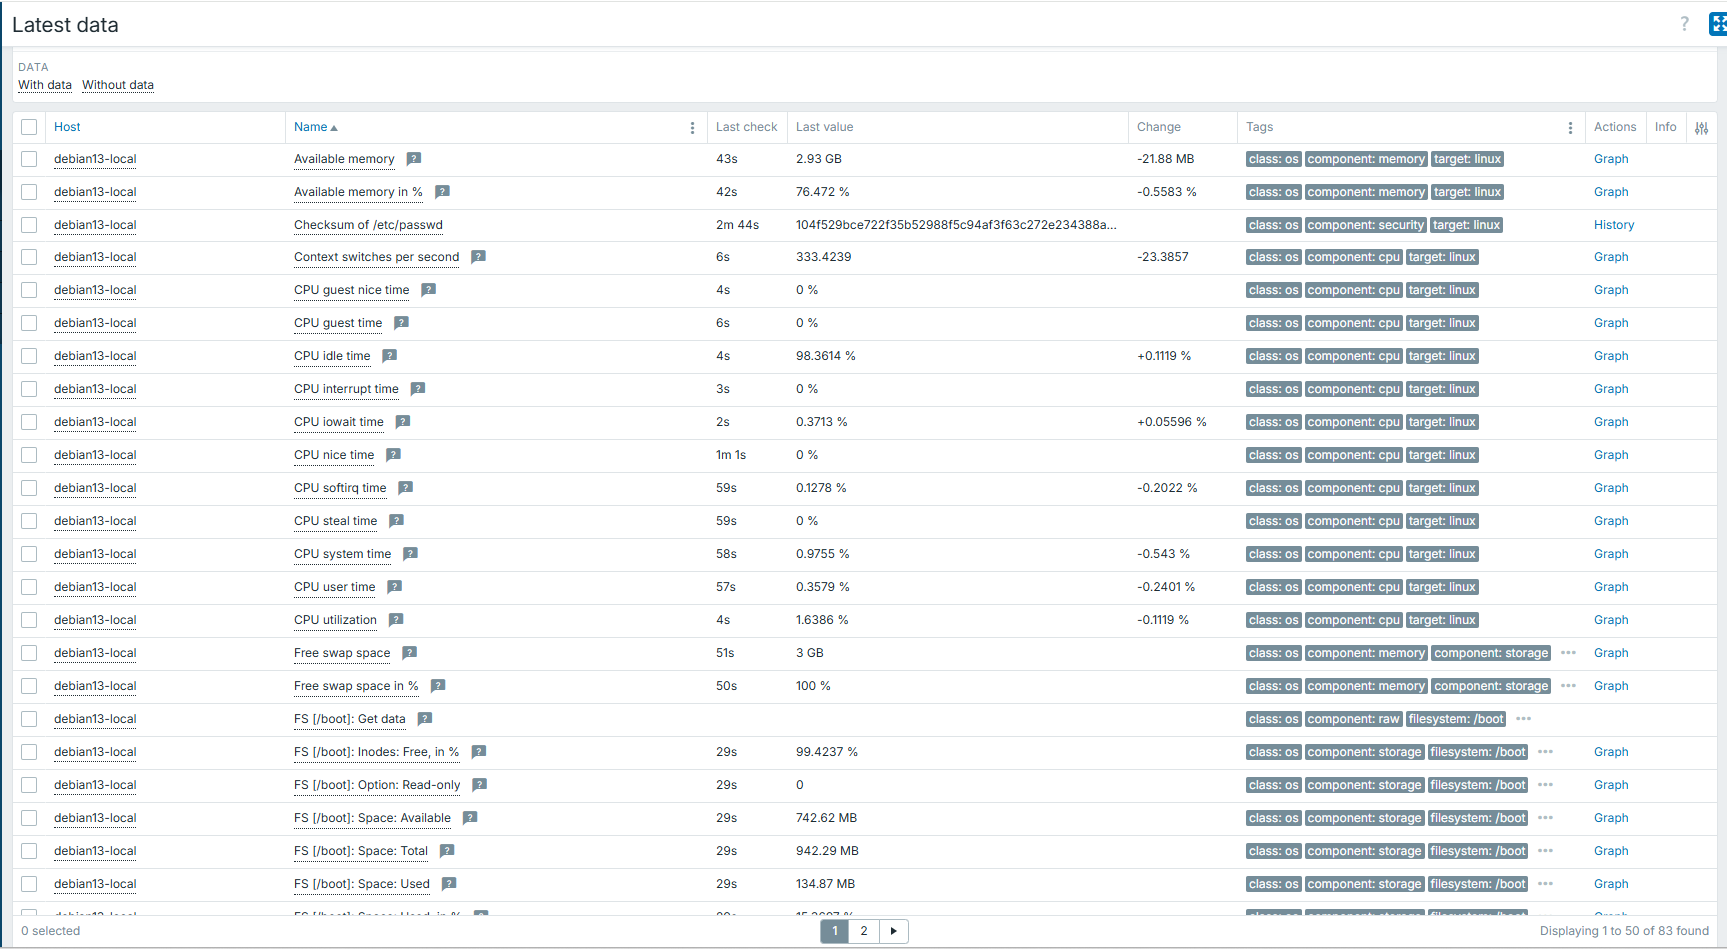 Latest data ?
DATA
With data Without data
Host Name Last check Last value Change Tags Actions Info
debian13-local Available memory ? 43s 2.93 GB -21.88 MB class: os component: memory target: linux Graph
debian13-local Available memory in % ? 42s 76.472 % -0.5583 % class: os component: memory target: linux Graph
debian13-local Checksum of /etc/passwd 2m 44s 104f529bce722f35b52988f5c94af3f63c272e234388a... class: os component: security target: linux History
debian13-local Context switches per second ? 6s 333.4239 -23.3857 class: os component: cpu target: linux Graph
debian13-local CPU guest nice time ? 4s 0 % class: os component: cpu target: linux Graph
debian13-local CPU guest time ? 6s 0 % class: os component: cpu target: linux Graph
debian13-local CPU idle time ? 4s 98.3614 % +0.1119 % class: os component: cpu target: linux Graph
debian13-local CPU interrupt time ? 3s 0 % class: os component: cpu target: linux Graph
debian13-local CPU iowait time ? 2s 0.3713 % +0.05596 % class: os component: cpu target: linux Graph
debian13-local CPU nice time ? 1m 1s 0 % class: os component: cpu target: linux Graph
debian13-local CPU softirq time ? 59s 0.1278 % -0.2022 % class: os component: cpu target: linux Graph
debian13-local CPU steal time ? 59s 0 % class: os component: cpu target: linux Graph
debian13-local CPU system time ? 58s 0.9755 % -0.543 % class: os component: cpu target: linux Graph
debian13-local CPU user time ? 57s 0.3579 % -0.2401 % class: os component: cpu target: linux Graph
debian13-local CPU utilization ? 4s 1.6386 % -0.1119 % class: os component: cpu target: linux Graph
debian13-local Free swap space ? 51s 3 GB class: os component: memory component: storage ... Graph
debian13-local Free swap space in % ? 50s 100 % class: os component: memory component: storage ... Graph
debian13-local FS [/boot]: Get data ? class: os component: raw filesystem: /boot ...
debian13-local FS [/boot]: Inodes: Free, in % ? 29s 99.4237 % class: os component: storage filesystem: /boot ... Graph
debian13-local FS [/boot]: Option: Read-only ? 29s 0 class: os component: storage filesystem: /boot ... Graph
debian13-local FS [/boot]: Space: Available ? 29s 742.62 MB class: os component: storage filesystem: /boot ... Graph
debian13-local FS [/boot]: Space: Total ? 29s 942.29 MB class: os component: storage filesystem: /boot ... Graph
debian13-local FS [/boot]: Space: Used ? 29s 134.87 MB class: os component: storage filesystem: /boot ... Graph
0 selected 1 2 Displaying 1 to 50 of 83 found